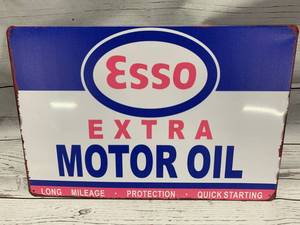 Esso
EXTRA
MOTOR OIL
LONG MILEAGE · PROTECTION · QUICK STARTING